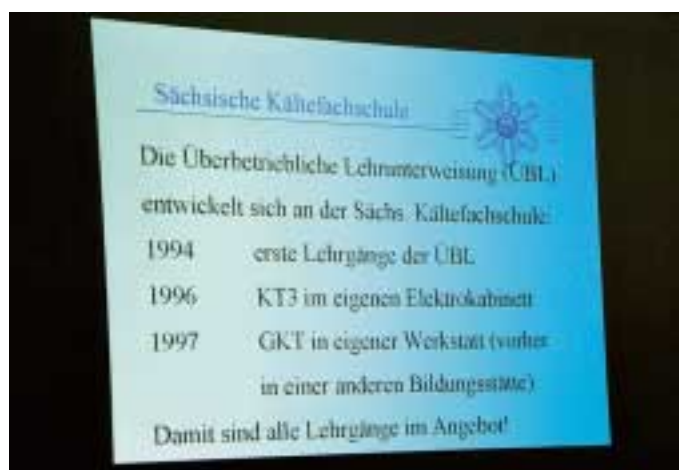 Sächsische Kältefachschule
Die Überbetriebliche Lehrunterweisung (ÜBL)
entwickelt sich an der Sächs. Kältefachschule:
1994 erste Lehrgänge der ÜBL
1996 KT3 im eigenen Elektrokabinett
1997 GKT in eigener Werkstatt (vorher
in einer anderen Bildungsstätte)
Damit sind alle Lehrgänge im Angebot!